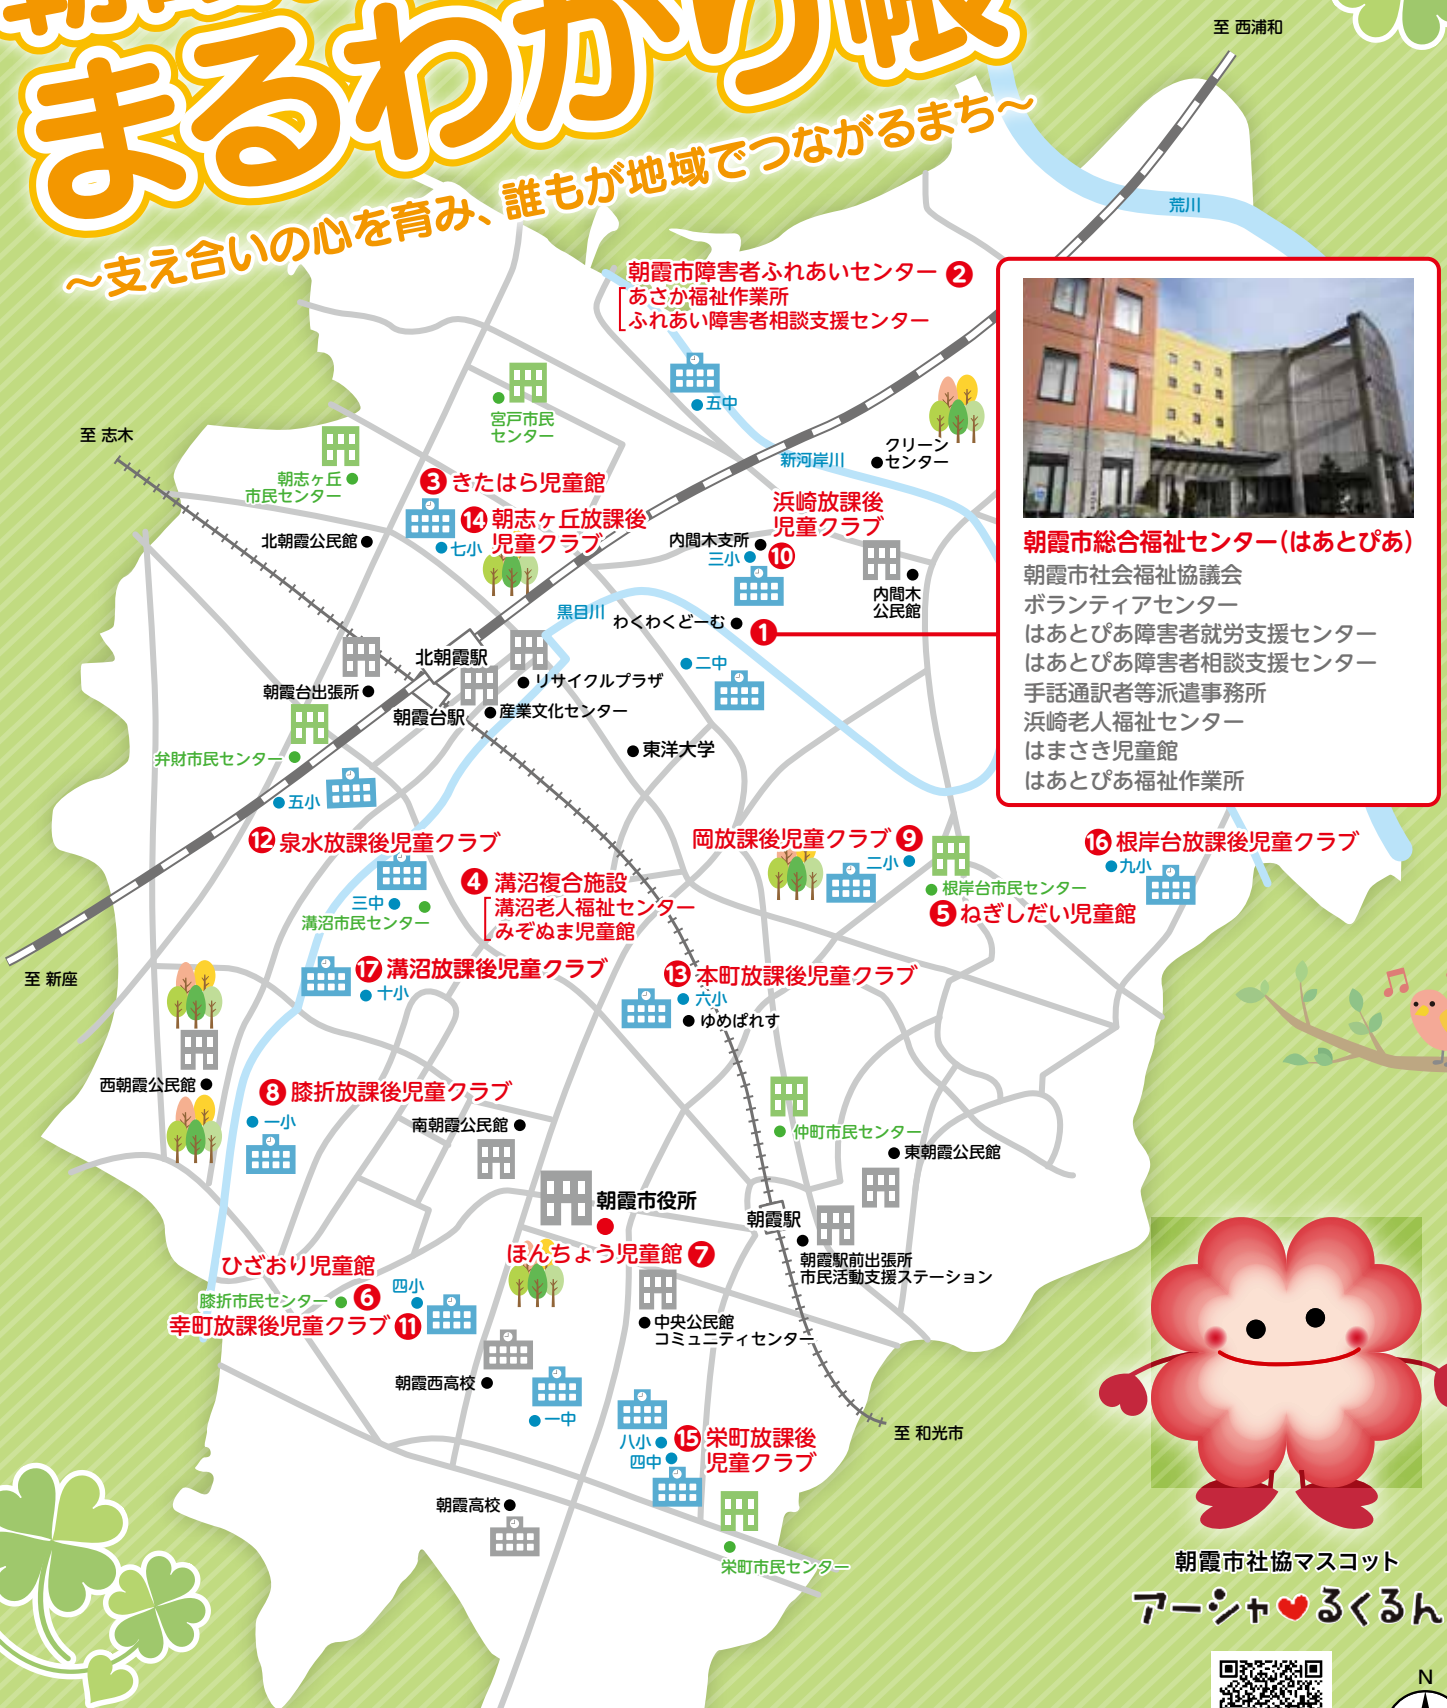 まるわかり帳
～支え合いの心を育み、誰もが地域でつながるまち～
至 西浦和
荒川
朝霞市障害者ふれあいセンター 2
あさか福祉作業所
ふれあい障害者相談支援センター
五中
宮戸市民
センター
至 志木
朝志ヶ丘
市民センター
新河岸川
クリーン
センター
3 きたはら児童館
14 朝志ヶ丘放課後
児童クラブ
七小
北朝霞公民館
浜崎放課後
児童クラブ
10
内間木支所
三小
内間木
公民館
黒目川
わくわくどーむ
1
二中
北朝霞駅
リサイクルプラザ
朝霞台出張所
朝霞台駅
産業文化センター
東洋大学
弁財市民センター
五小
朝霞市総合福祉センター(はあとぴあ)
朝霞市社会福祉協議会
ボランティアセンター
はあとぴあ障害者就労支援センター
はあとぴあ障害者相談支援センター
手話通訳者等派遣事務所
浜崎老人福祉センター
はまさき児童館
はあとぴあ福祉作業所
12 泉水放課後児童クラブ
三中
溝沼市民センター
4 溝沼複合施設
溝沼老人福祉センター
みぞぬま児童館
岡放課後児童クラブ 9
二小
根岸台市民センター
5 ねぎしだい児童館
16 根岸台放課後児童クラブ
九小
至 新座
17 溝沼放課後児童クラブ
十小
13 本町放課後児童クラブ
六小
ゆめぱれす
西朝霞公民館
8 膝折放課後児童クラブ
一小
南朝霞公民館
仲町市民センター
東朝霞公民館
朝霞市役所
朝霞駅
朝霞駅前出張所
市民活動支援ステーション
ほんちょう児童館 7
ひざおり児童館
膝折市民センター 6
四小
幸町放課後児童クラブ 11
中央公民館
コミュニティセンター
朝霞西高校
一中
八小
四中
15 栄町放課後
児童クラブ
至 和光市
朝霞高校
栄町市民センター
朝霞市社協マスコット
アーシャ❤るくるん
N